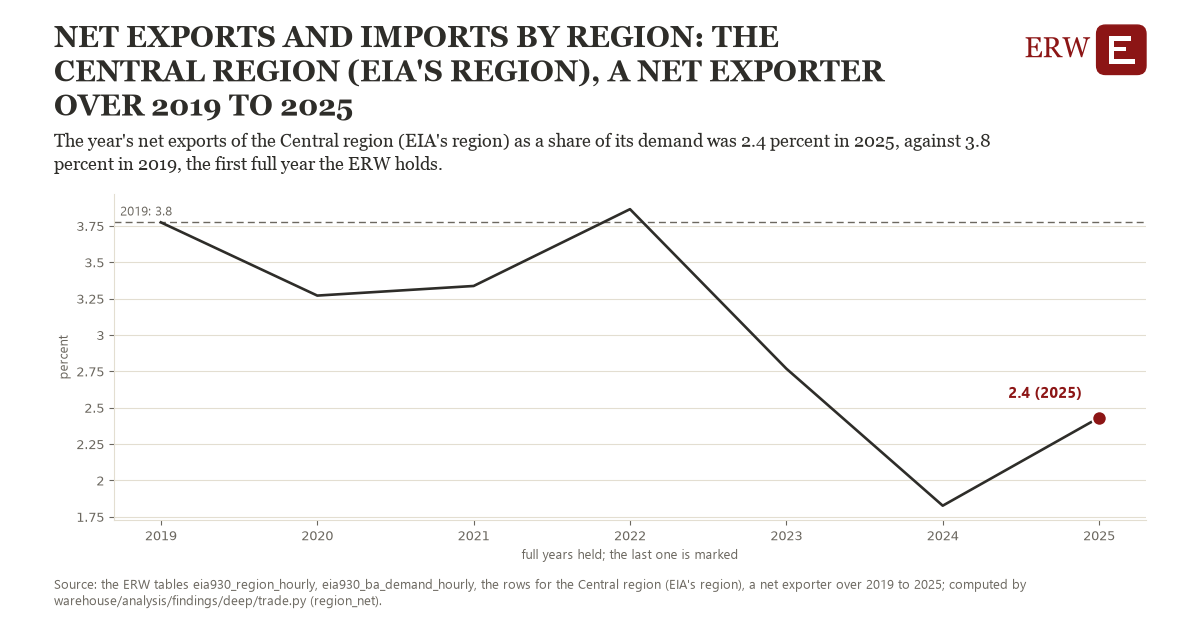 NET EXPORTS AND IMPORTS BY REGION: THE
CENTRAL REGION (EIA'S REGION), A NET EXPORTER
OVER 2019 TO 2025
ERW E
The year's net exports of the Central region (EIA's region) as a share of its demand was 2.4 percent in 2025, against 3.8
percent in 2019, the first full year the ERW holds.
2019: 3.8
3.75
3.5
3.25
3
2.75
2.5
2.25
2
1.75
percent
2.4 (2025)
2019 2020 2021 2022 2023 2024 2025
full years held; the last one is marked
Source: the ERW tables eia930_region_hourly, eia930_ba_demand_hourly, the rows for the Central region (EIA's region), a net exporter over 2019 to 2025; computed by
warehouse/analysis/findings/deep/trade.py (region_net).